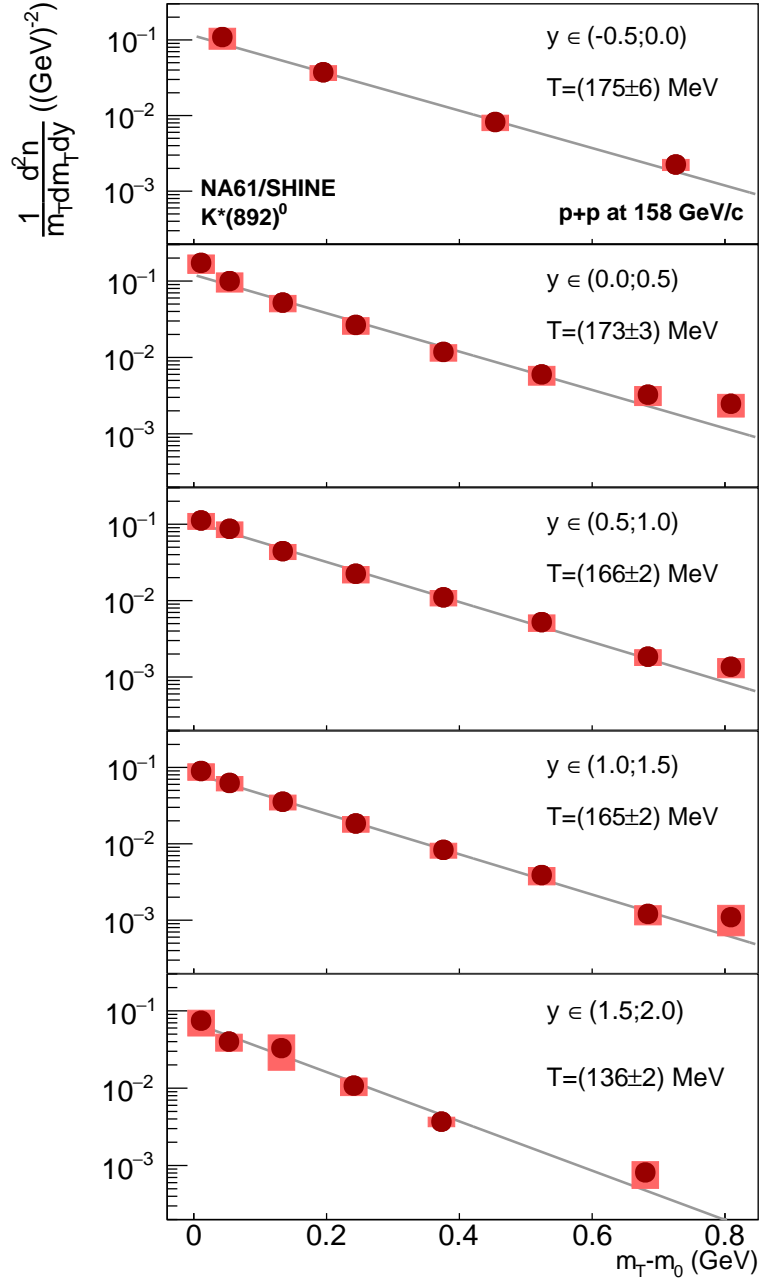 1/(m_T dm_T dy) d²n ((GeV)⁻²)
10⁻¹
10⁻²
10⁻³
y ∈ (-0.5;0.0)
T=(175±6) MeV
NA61/SHINE
K*(892)⁰
p+p at 158 GeV/c
10⁻¹
10⁻²
10⁻³
y ∈ (0.0;0.5)
T=(173±3) MeV
10⁻¹
10⁻²
10⁻³
y ∈ (0.5;1.0)
T=(166±2) MeV
10⁻¹
10⁻²
10⁻³
y ∈ (1.0;1.5)
T=(165±2) MeV
10⁻¹
10⁻²
10⁻³
y ∈ (1.5;2.0)
T=(136±2) MeV
0 0.2 0.4 0.6 0.8
m_T-m_0 (GeV)